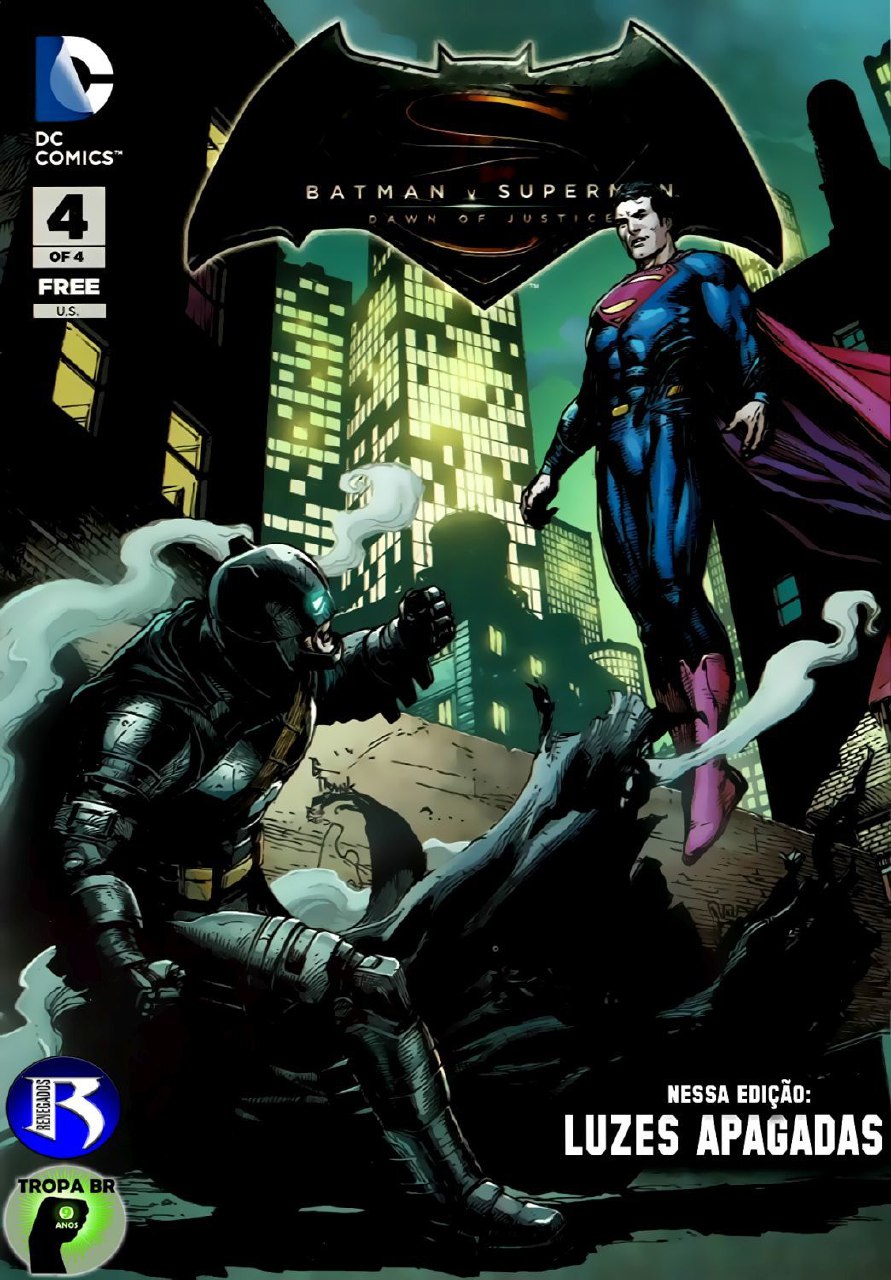 DC
COMICS™
4
OF 4
FREE
U.S.
BATMAN V SUPERMAN
DAWN OF JUSTICE
™
NESSA EDIÇÃO:
LUZES APAGADAS
RENEGADOS
R
TROPA BR
9
ANOS